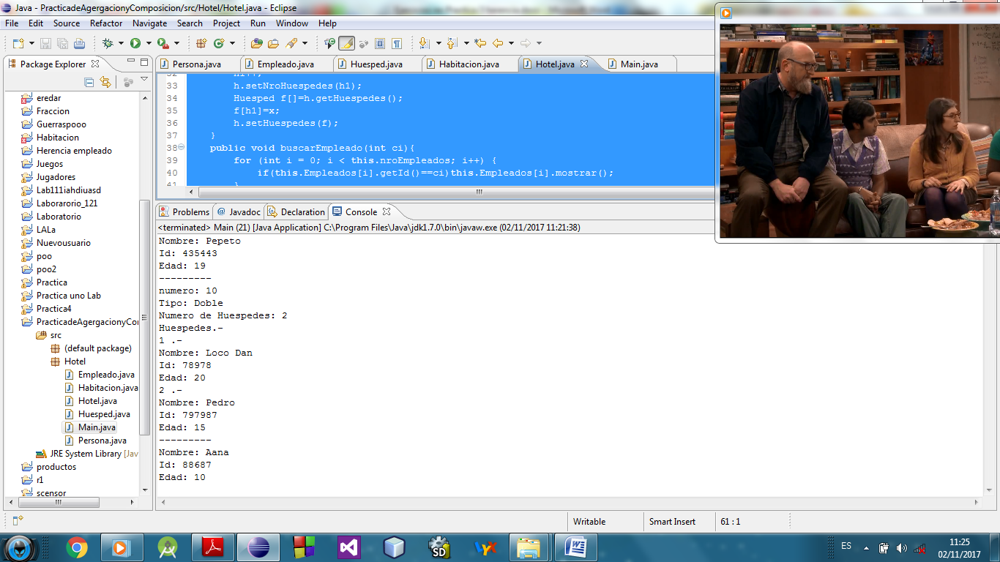 Java - PracticadeAgergacionyComposicion/src/Hotel/Hotel.java - Eclipse
File Edit Source Refactor Navigate Search Project Run Window Help
Package Explorer
eredar
Fraccion
Guerraspooo
Habitacion
Herencia empleado
Juegos
Jugadores
Lab111iahdiuasd
Laborarorio_121
Laboratorio
LALa
Nuevousuario
poo
poo2
Practica
Practica uno Lab
Practica4
PracticadeAgergacionyCor
src
(default package)
Hotel
Empleado.java
Habitacion.java
Hotel.java
Huesped.java
Main.java
Persona.java
JRE System Library [Jav
productos
r1
scensor
Persona.java Empleado.java Huesped.java Habitacion.java Hotel.java Main.java
32 h1++;
33 h.setNroHuespedes(h1);
34 Huesped f[]=h.getHuespedes();
35 f[h1]=x;
36 h.setHuespedes(f);
37 }
38 public void buscarEmpleado(int ci){
39 for (int i = 0; i < this.nroEmpleados; i++) {
40 if(this.Empleados[i].getId()==ci)this.Empleados[i].mostrar();
41 }
Problems Javadoc Declaration Console
<terminated> Main (21) [Java Application] C:\Program Files\Java\jdk1.7.0\bin\javaw.exe (02/11/2017 11:21:38)
Nombre: Pepeto
Id: 435443
Edad: 19
---------
numero: 10
Tipo: Doble
Numero de Huespedes: 2
Huespedes.-
1 .-
Nombre: Loco Dan
Id: 78978
Edad: 20
2 .-
Nombre: Pedro
Id: 797987
Edad: 15
---------
Nombre: Aana
Id: 88687
Edad: 10
Writable Smart Insert 61 : 1
SD
ES
11:25
02/11/2017